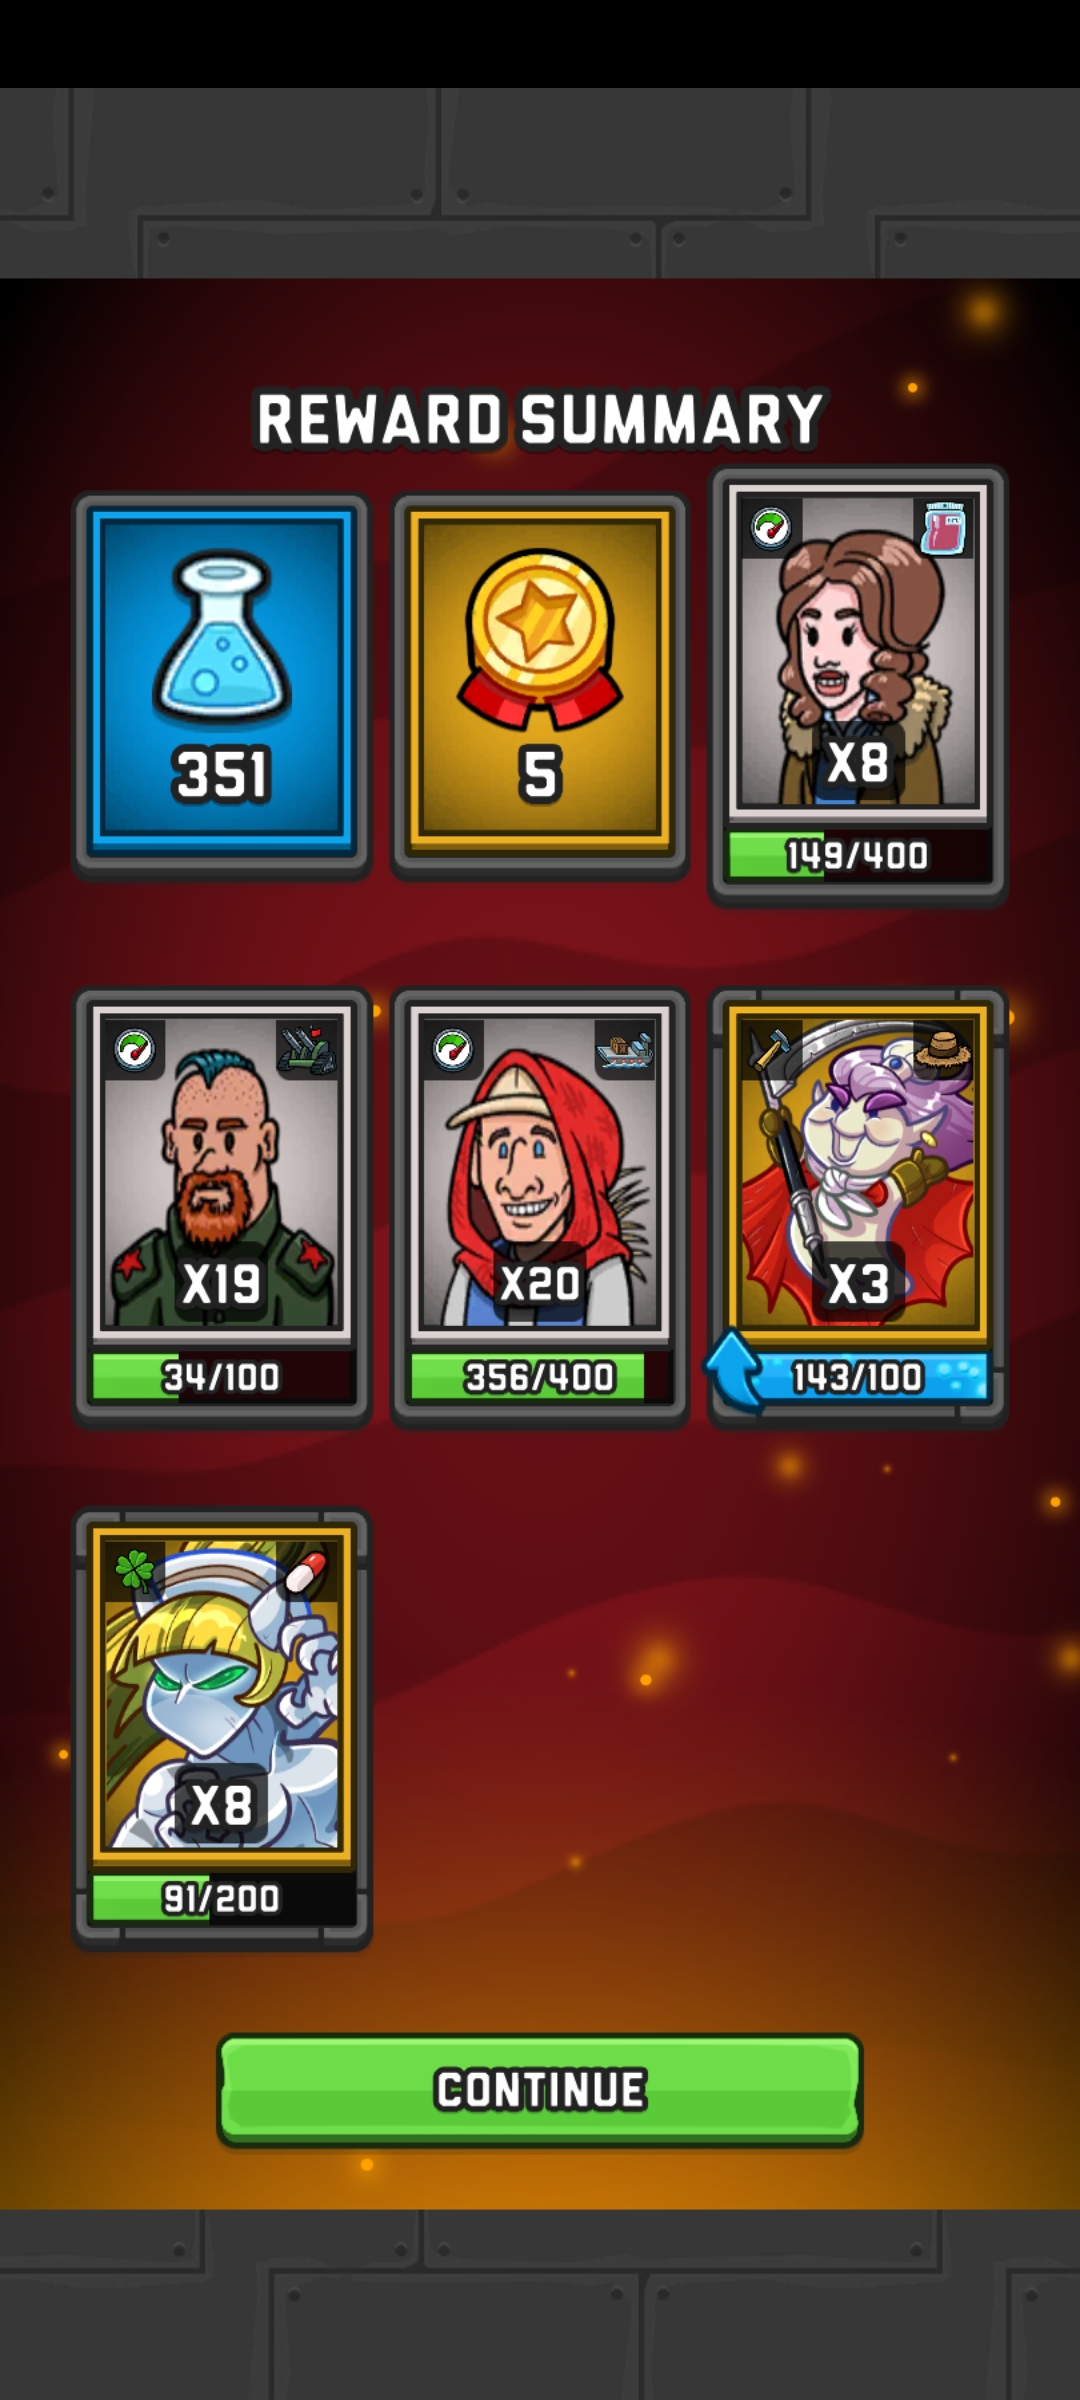 REWARD SUMMARY
351
5
X8
149/400
X19
34/100
X20
356/400
X3
143/100
X8
91/200
CONTINUE